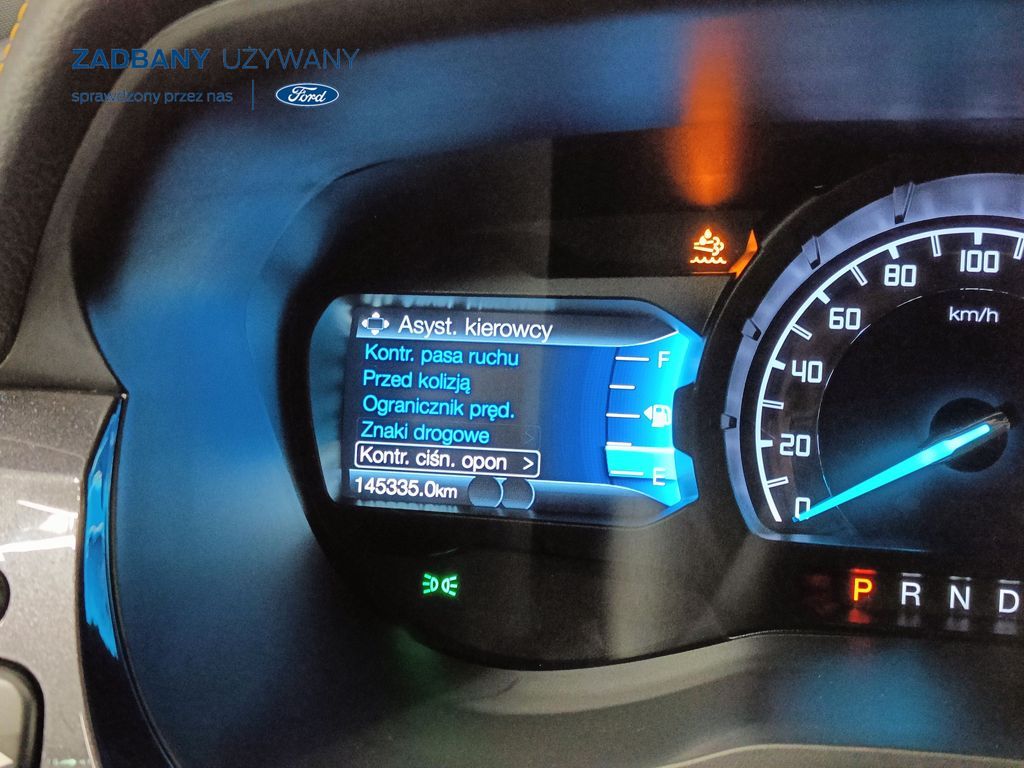 ZADBANY UŻYWANY
sprawdzony przez nas
Ford
Asyst. kierowcy
Kontr. pasa ruchu
Przed kolizją
Ogranicznik pręd.
Znaki drogowe >
Kontr. ciśn. opon >
145335.0km
F
E
0
20
40
60
80
100
km/h
P R N D